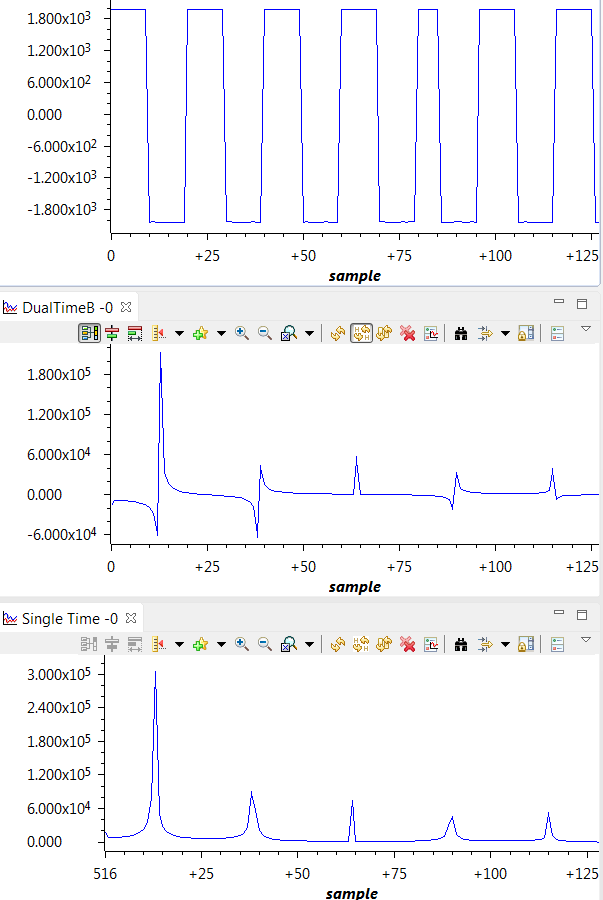 1.800x10³
1.200x10³
6.000x10²
0.000
-6.000x10²
-1.200x10³
-1.800x10³
0 +25 +50 +75 +100 +125
sample
DualTimeB -0
1.800x10⁵
1.200x10⁵
6.000x10⁴
0.000
-6.000x10⁴
0 +25 +50 +75 +100 +125
sample
Single Time -0
3.000x10⁵
2.400x10⁵
1.800x10⁵
1.200x10⁵
6.000x10⁴
0.000
516 +25 +50 +75 +100 +125
sample